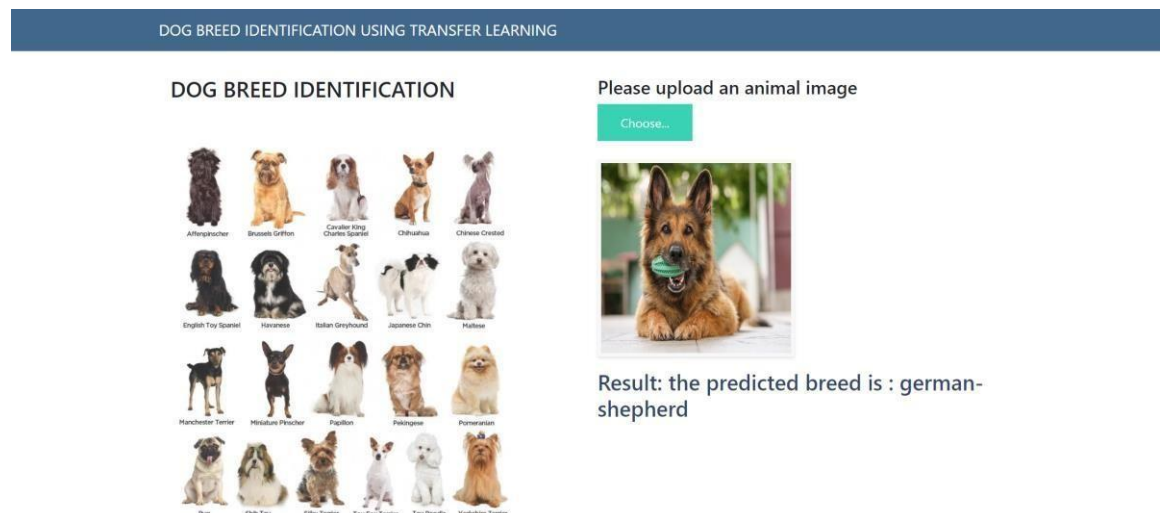 DOG BREED IDENTIFICATION USING TRANSFER LEARNING
DOG BREED IDENTIFICATION
Affenpinscher
Brussels Griffon
Cavalier King
Charles Spaniel
Chihuahua
Chinese Crested
English Toy Spaniel
Havanese
Italian Greyhound
Japanese Chin
Maltese
Manchester Terrier
Miniature Pinscher
Papillon
Pekingese
Pomeranian
Please upload an animal image
Choose...
Result: the predicted breed is : german-
shepherd